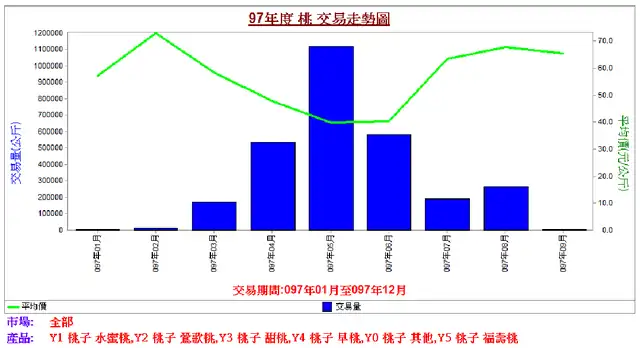 97年度 桃 交易走勢圖
交易量(公斤)
1200000
1100000
1000000
900000
800000
700000
600000
500000
400000
300000
200000
100000
0
70.0
60.0
50.0
40.0
30.0
20.0
10.0
0.0
平均價(元/公斤)
097年01月
097年02月
097年03月
097年04月
097年05月
097年06月
097年07月
097年08月
097年09月
交易期間:097年01月至097年12月
平均價 交易量
市場: 全部
產品: Y1 桃子 水蜜桃,Y2 桃子 鶯歌桃,Y3 桃子 甜桃,Y4 桃子 早桃,Y0 桃子 其他,Y5 桃子 福壽桃